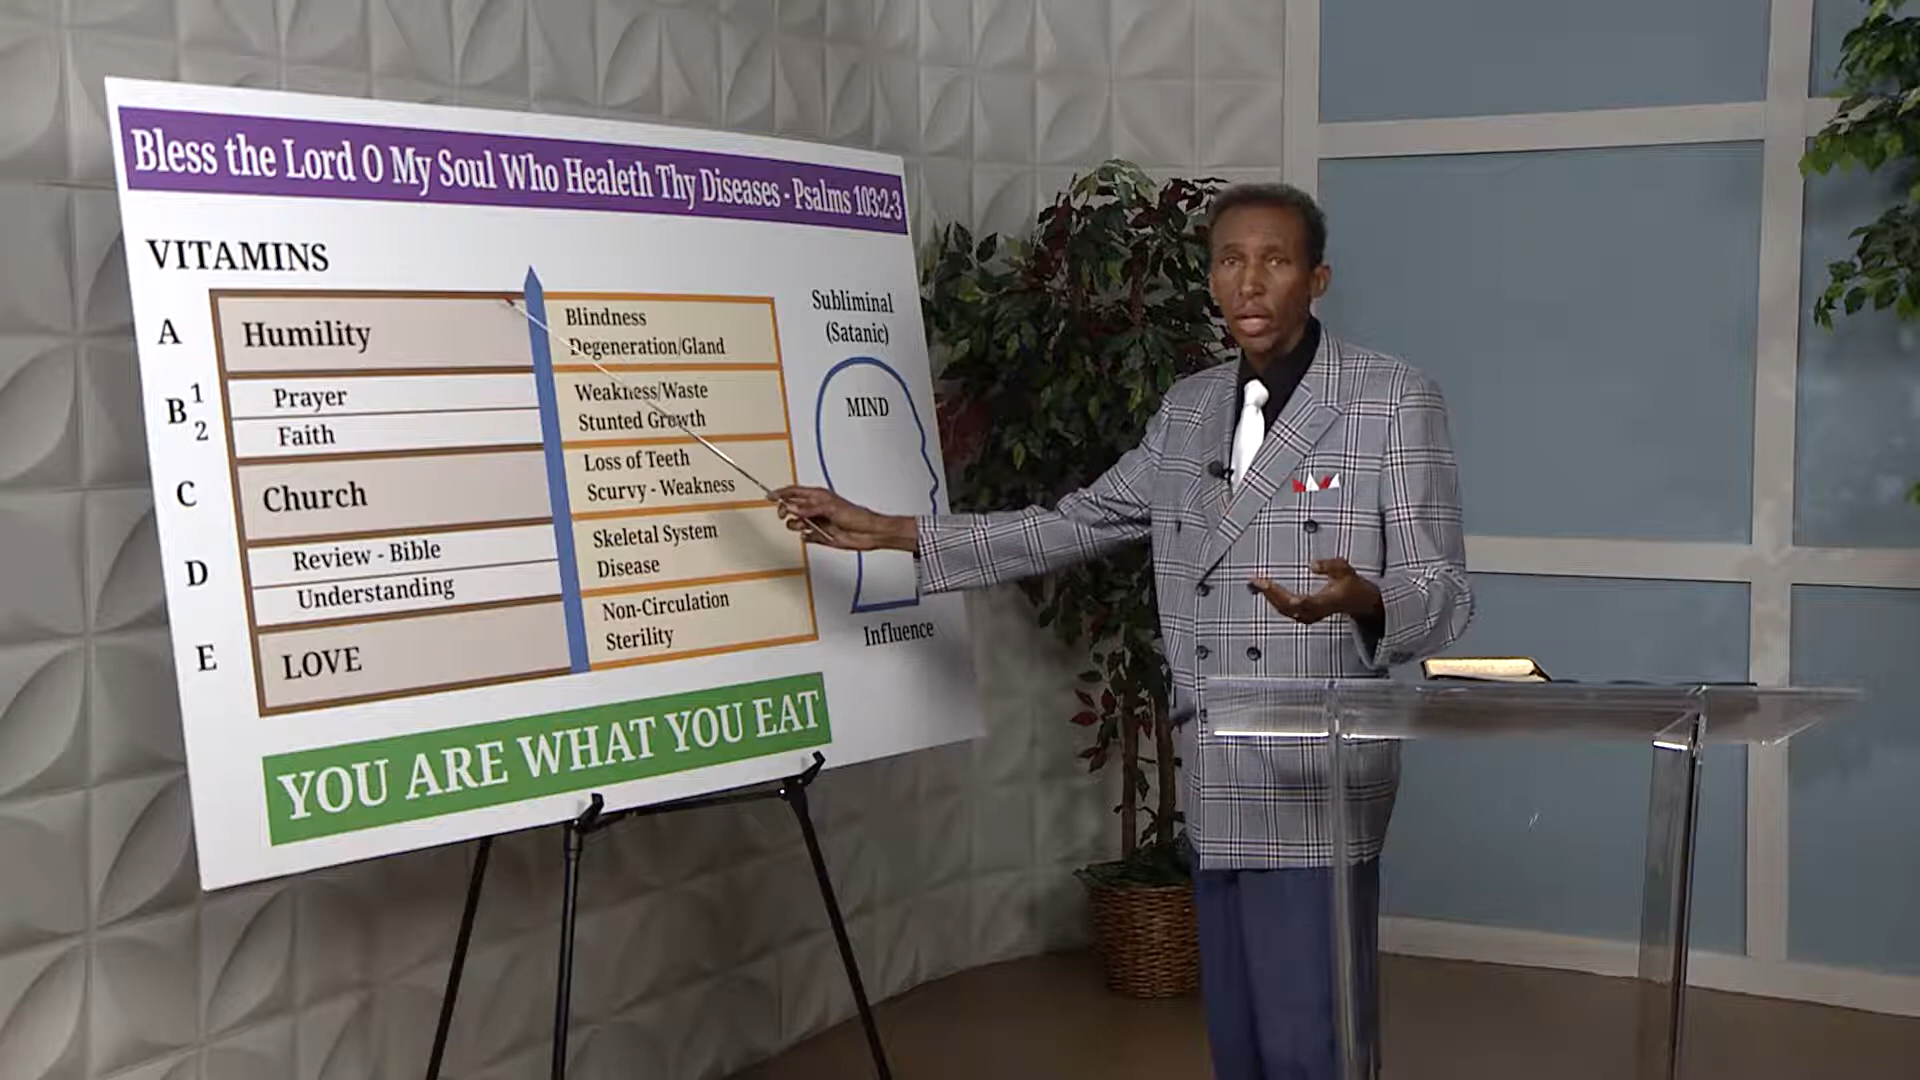 Bless the Lord O My Soul Who Healeth Thy Diseases - Psalms 103:2-3
VITAMINS
A
Humility
Blindness
Degeneration/Gland
B 1
2
Prayer
Faith
Weakness/Waste
Stunted Growth
C
Church
Loss of Teeth
Scurvy - Weakness
D
Review - Bible
Understanding
Skeletal System
Disease
E
LOVE
Non-Circulation
Sterility
Subliminal
(Satanic)
MIND
Influence
YOU ARE WHAT YOU EAT